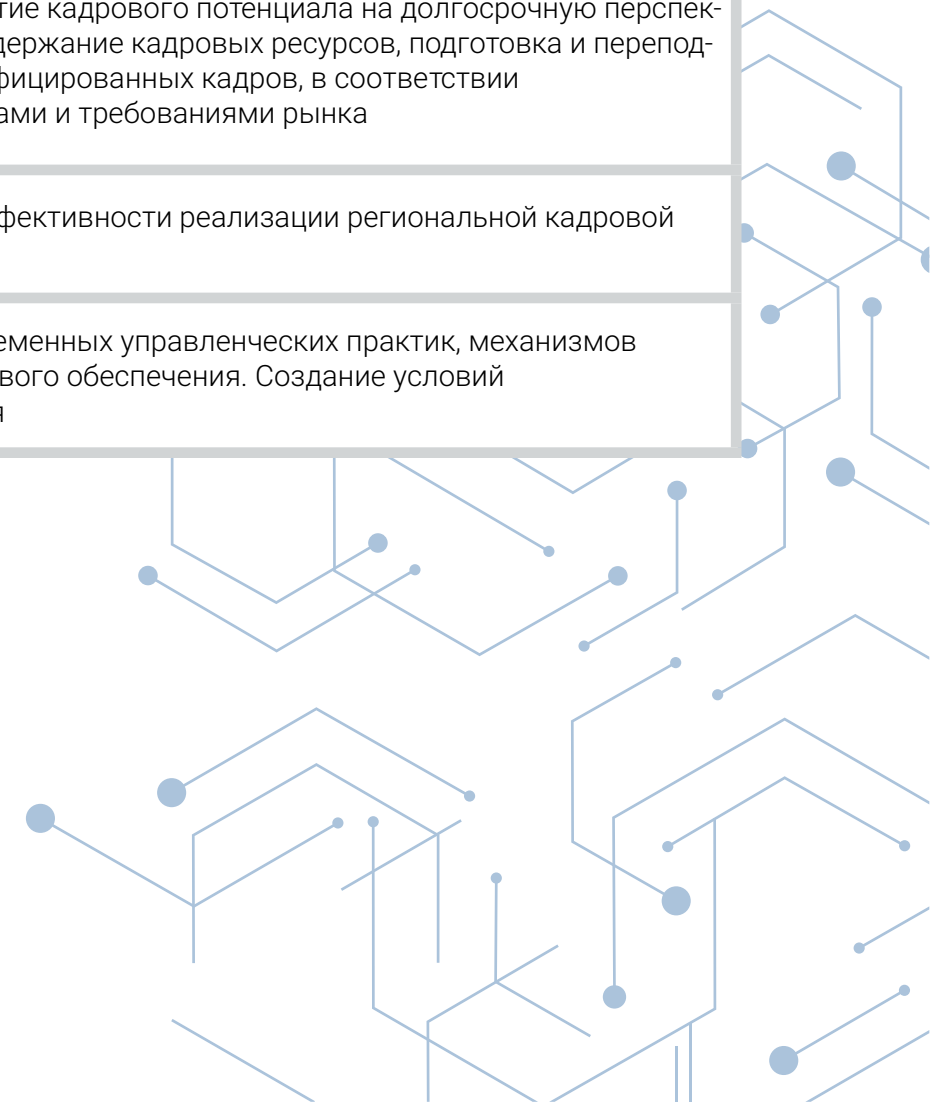 тие кадрового потенциала на долгосрочную перспек-
держание кадровых ресурсов, подготовка и перепод-
фицированных кадров, в соответствии
ами и требованиями рынка
фективности реализации региональной кадровой
еменных управленческих практик, механизмов
вого обеспечения. Создание условий
я